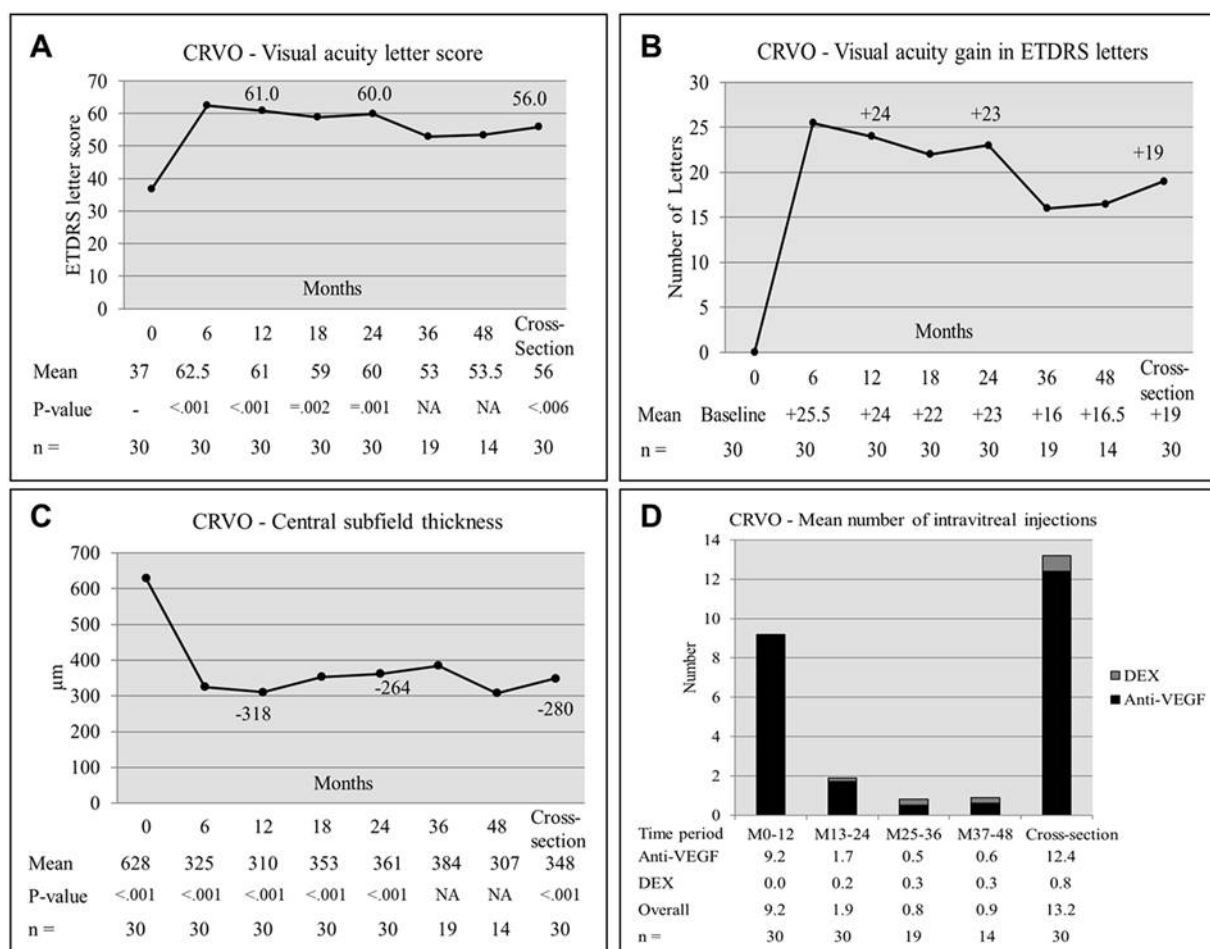 A
CRVO - Visual acuity letter score
70
60
50
40
30
20
10
0
ETDRS letter score
61.0
60.0
56.0
Months
0 6 12 18 24 36 48 Cross-
Section
Mean 37 62.5 61 59 60 53 53.5 56
P-value - <.001 <.001 =.002 =.001 NA NA <.006
n = 30 30 30 30 30 19 14 30
B
CRVO - Visual acuity gain in ETDRS letters
30
25
20
15
10
5
0
Number of Letters
+24
+23
+19
Months
0 6 12 18 24 36 48 Cross-
section
Mean Baseline +25.5 +24 +22 +23 +16 +16.5 +19
n = 30 30 30 30 30 19 14 30
C
CRVO - Central subfield thickness
700
600
500
400
300
200
100
0
µm
-318
-264
-280
Months
0 6 12 18 24 36 48 Cross-
section
Mean 628 325 310 353 361 384 307 348
P-value <.001 <.001 <.001 <.001 <.001 NA NA <.001
n = 30 30 30 30 30 19 14 30
D
CRVO - Mean number of intravitreal injections
14
12
10
8
6
4
2
0
Number
DEX
Anti-VEGF
Time period M0-12 M13-24 M25-36 M37-48 Cross-section
Anti-VEGF 9.2 1.7 0.5 0.6 12.4
DEX 0.0 0.2 0.3 0.3 0.8
Overall 9.2 1.9 0.8 0.9 13.2
n = 30 30 19 14 30